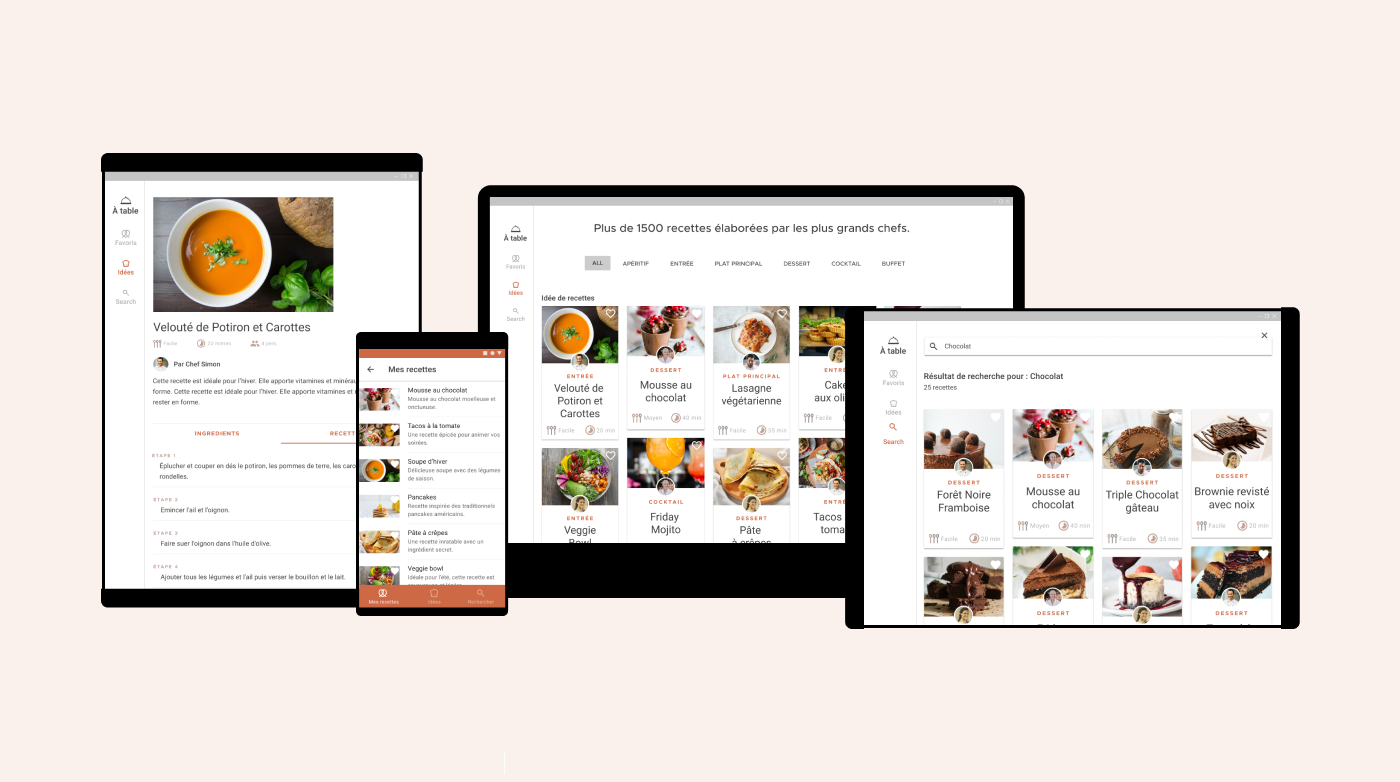 À table
Favoris
Idées
Search
Velouté de Potiron et Carottes
Facile
20 mintes
4 pers.
Par Chef Simon
Cette recette est idéale pour l'hiver. Elle apporte vitamines et minérau
forme. Cette recette est idéale pour l'hiver. Elle apporte vitamines et
rester en forme.
INGREDIENTS
RECETT
ETAPE 1
Éplucher et couper en dés le potiron, les pommes de terre, les caro
rondelles.
ETAPE 2
Emincer l'ail et l'oignon.
ETAPE 3
Faire suer l'oignon dans l'huile d'olive.
ETAPE 4
Ajouter tous les légumes et l'ail puis verser le bouillon et le lait.
Mes recettes
Mousse au chocolat
Mousse au chocolat moelleuse et
onctueuse.
Tacos à la tomate
Une recette épicée pour animer vos
soirées.
Soupe d'hiver
Délicieuse soupe avec des légumes
de saison.
Pancakes
Recette inspirée des traditionnels
pancakes américains.
Pâte à crêpes
Une recette inratable avec un
ingrédient secret.
Veggie bowl
Idéale pour l'été, cette recette est
Mes recettes
Idées
Rechercher
À table
Favoris
Idées
Search
Plus de 1500 recettes élaborées par les plus grands chefs.
ALL
APÉRITIF
ENTRÉE
PLAT PRINCIPAL
DESSERT
COCKTAIL
BUFFET
Idée de recettes
ENTRÉE
Velouté de
Potiron et
Carottes
Facile
20 min
DESSERT
Mousse au
chocolat
Moyen
40 min
PLAT PRINCIPAL
Lasagne
végétarienne
Facile
35 min
ENTRÉ
Cake
aux oli
Facile
ENTRÉE
Veggie
Bowl
COCKTAIL
Friday
Mojito
DESSERT
Pâte
à crêpes
ENTRÉ
Tacos
toma
À table
Favoris
Idées
Search
Chocolat
Résultat de recherche pour : Chocolat
25 recettes
DESSERT
Forêt Noire
Framboise
Facile
20 min
DESSERT
Mousse au
chocolat
Moyen
40 min
DESSERT
Triple Chocolat
gâteau
Facile
35 min
DESSERT
Brownie revisté
avec noix
Facile
20 min
DESSERT
DESSERT